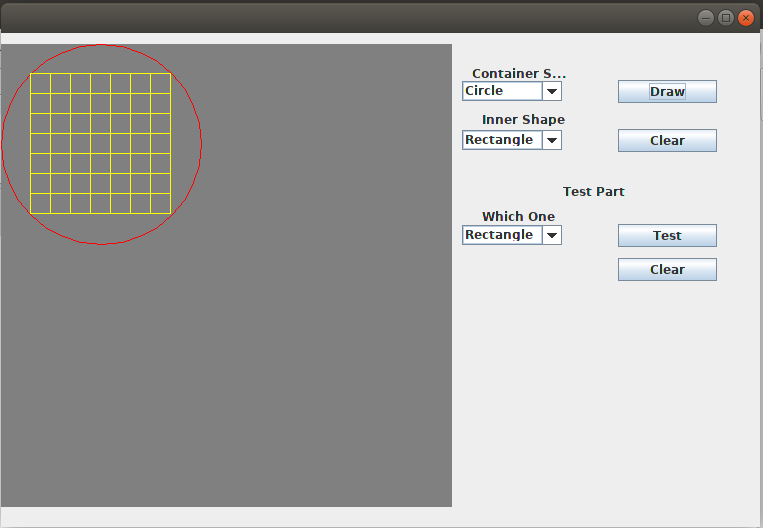 Container S...
Circle
Draw
Inner Shape
Rectangle
Clear
Test Part
Which One
Rectangle
Test
Clear